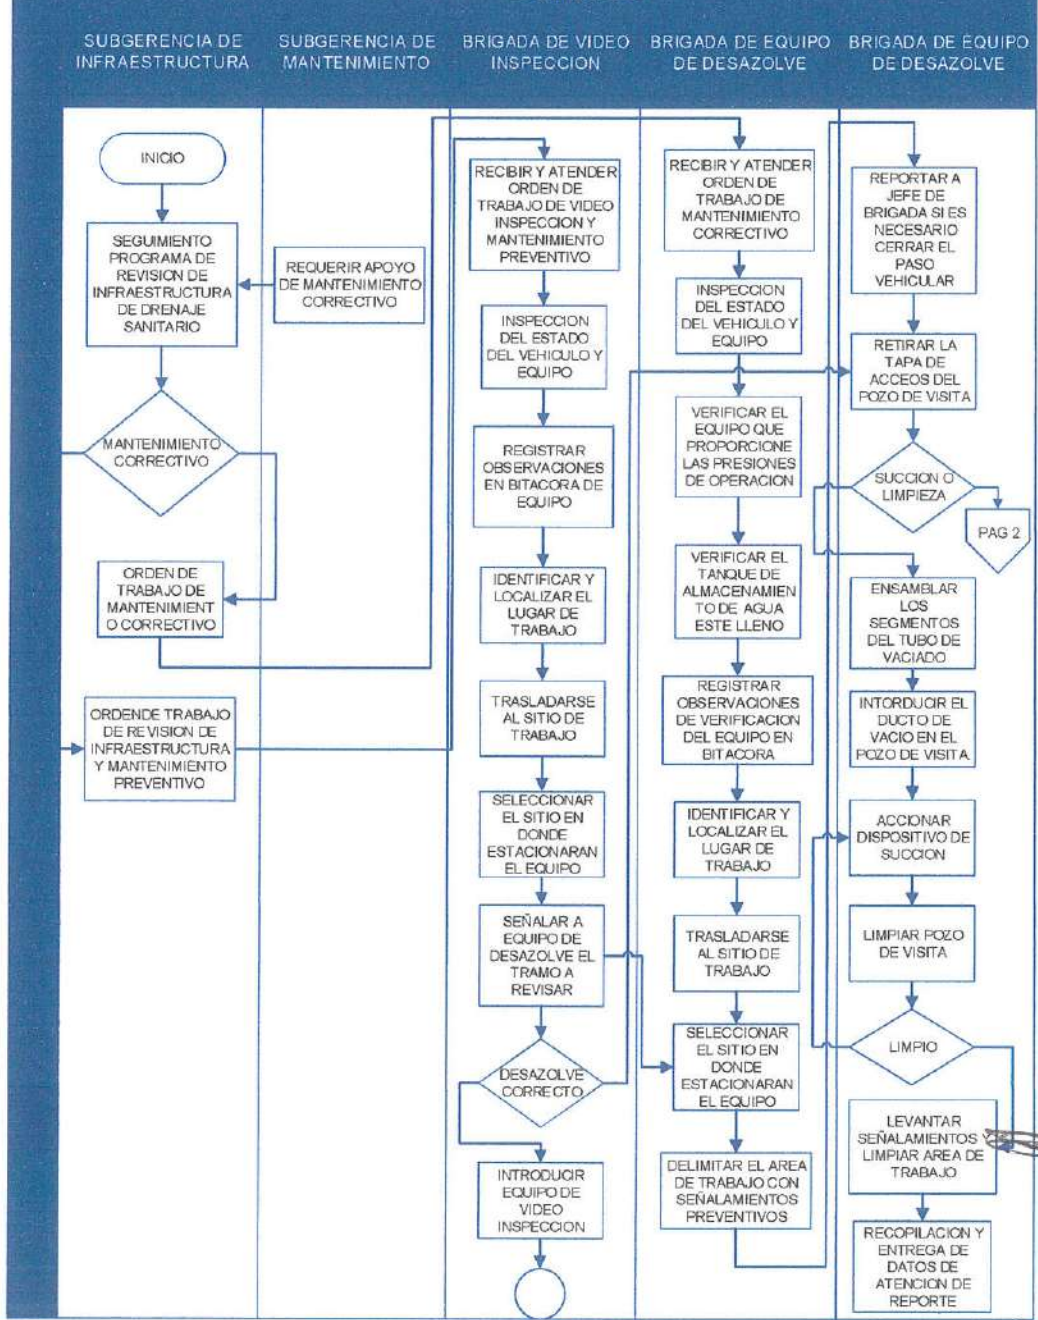 SUBGERENCIA DE
INFRAESTRUCTURA
SUBGERENCIA DE
MANTENIMIENTO
BRIGADA DE VIDEO
INSPECCION
BRIGADA DE EQUIPO
DE DESAZOLVE
BRIGADA DE EQUIPO
DE DESAZOLVE
INICIO
SEGUIMIENTO
PROGRAMA DE
REVISION DE
INFRAESTRUCTURA
DE DRENAJE
SANITARIO
MANTENIMIENTO
CORRECTIVO
ORDEN DE
TRABAJO DE
MANTENIMIENT
O CORRECTIVO
ORDENDE TRABAJO
DE REVISION DE
INFRAESTRUCTURA
Y MANTENIMIENTO
PREVENTIVO
REQUERIR APOYO
DE MANTENIMIENTO
CORRECTIVO
RECIBIR Y ATENDER
ORDEN DE
TRABAJO DE VIDEO
INSPECCION Y
MANTENIMIENTO
PREVENTIVO
INSPECCION
DEL ESTADO
DEL VEHICULO Y
EQUIPO
REGISTRAR
OBSERVACIONES
EN BITACORA DE
EQUIPO
IDENTIFICAR Y
LOCALIZAR EL
LUGAR DE
TRABAJO
TRASLADARSE
AL SITIO DE
TRABAJO
SELECCIONAR
EL SITIO EN
DONDE
ESTACIONARAN
EL EQUIPO
SEÑALAR A
EQUIPO DE
DESAZOLVE EL
TRAMO A
REVISAR
DESAZOLVE
CORRECTO
INTRODUCIR
EQUIPO DE
VIDEO
INSPECCION
RECIBIR Y ATENDER
ORDEN DE
TRABAJO DE
MANTENIMIENTO
CORRECTIVO
INSPECCION
DEL ESTADO
DEL VEHICULO Y
EQUIPO
VERIFICAR EL
EQUIPO QUE
PROPORCIONE
LAS PRESIONES
DE OPERACION
VERIFICAR EL
TANQUE DE
ALMACENAMIEN
TO DE AGUA
ESTE LLENO
REGISTRAR
OBSERVACIONES
DE VERIFICACION
DEL EQUIPO EN
BITACORA
IDENTIFICAR Y
LOCALIZAR EL
LUGAR DE
TRABAJO
TRASLADARSE
AL SITIO DE
TRABAJO
SELECCIONAR
EL SITIO EN
DONDE
ESTACIONARAN
EL EQUIPO
DELIMITAR EL AREA
DE TRABAJO CON
SEÑALAMIENTOS
PREVENTIVOS
REPORTAR A
JEFE DE
BRIGADA SI ES
NECESARIO
CERRAR EL
PASO
VEHICULAR
RETIRAR LA
TAPA DE
ACCEOS DEL
POZO DE VISITA
SUCCION O
LIMPIEZA
PAG 2
ENSAMBLAR
LOS
SEGMENTOS
DEL TUBO DE
VACIADO
INTORDUCIR EL
DUCTO DE
VACIO EN EL
POZO DE VISITA
ACCIONAR
DISPOSITIVO DE
SUCCION
LIMPIAR POZO
DE VISITA
LIMPIO
LEVANTAR
SEÑALAMIENTOS Y
LIMPIAR AREA DE
TRABAJO
RECOPILACION Y
ENTREGA DE
DATOS DE
ATENCION DE
REPORTE